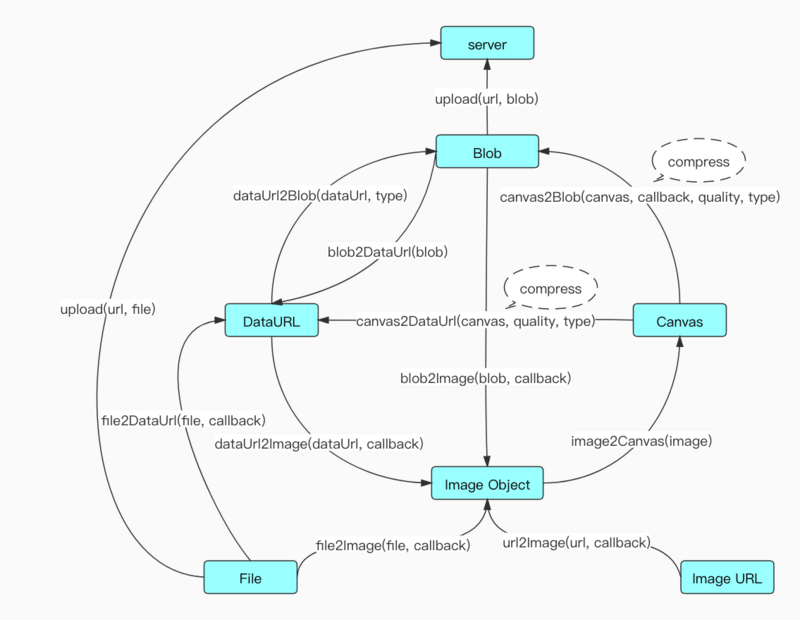 server
upload(url, blob)
Blob
compress
dataUrl2Blob(dataUrl, type)
canvas2Blob(canvas, callback, quality, type)
blob2DataUrl(blob)
compress
upload(url, file)
DataURL
canvas2DataUrl(canvas, quality, type)
Canvas
blob2Image(blob, callback)
file2DataUrl(file, callback)
dataUrl2Image(dataUrl, callback)
image2Canvas(image)
Image Object
file2Image(file, callback)
url2Image(url, callback)
File
Image URL